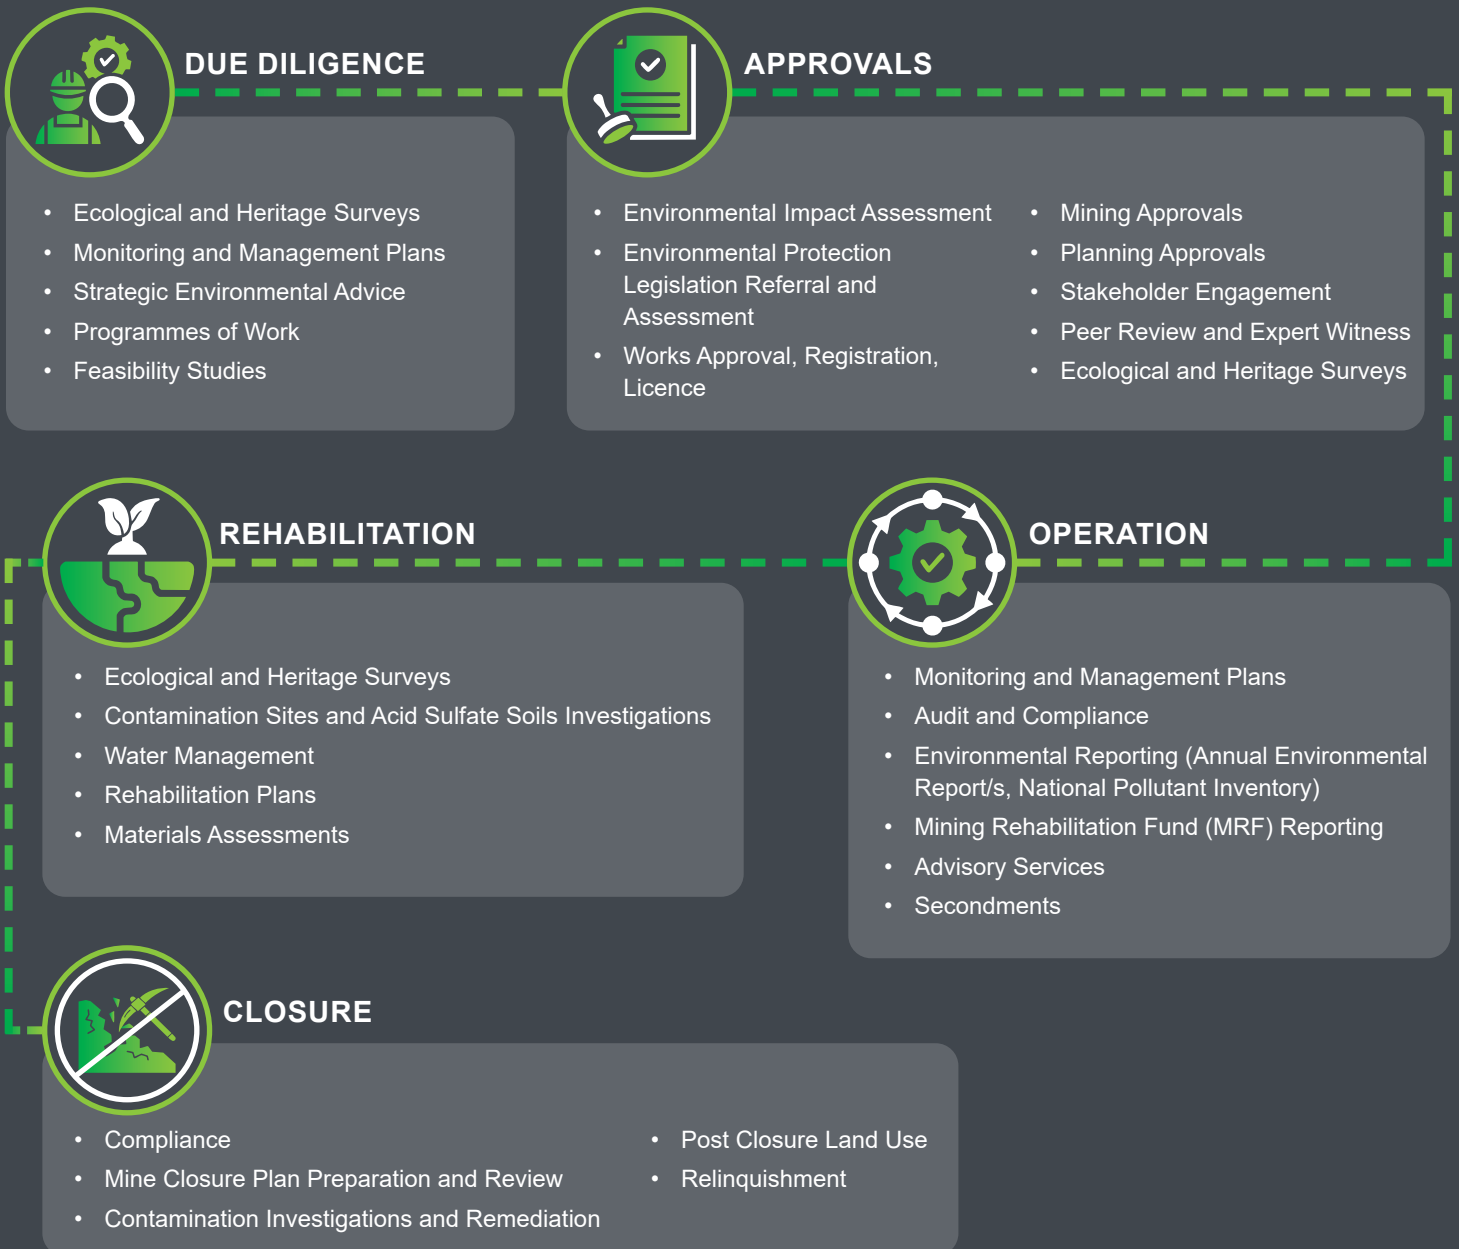 DUE DILIGENCE
• Ecological and Heritage Surveys
• Monitoring and Management Plans
• Strategic Environmental Advice
• Programmes of Work
• Feasibility Studies
APPROVALS
• Environmental Impact Assessment
• Environmental Protection
Legislation Referral and
Assessment
• Works Approval, Registration,
Licence
• Mining Approvals
• Planning Approvals
• Stakeholder Engagement
• Peer Review and Expert Witness
• Ecological and Heritage Surveys
OPERATION
• Monitoring and Management Plans
• Audit and Compliance
• Environmental Reporting (Annual Environmental
Report/s, National Pollutant Inventory)
• Mining Rehabilitation Fund (MRF) Reporting
• Advisory Services
• Secondments
REHABILITATION
• Ecological and Heritage Surveys
• Contamination Sites and Acid Sulfate Soils Investigations
• Water Management
• Rehabilitation Plans
• Materials Assessments
CLOSURE
• Compliance
• Mine Closure Plan Preparation and Review
• Contamination Investigations and Remediation
• Post Closure Land Use
• Relinquishment